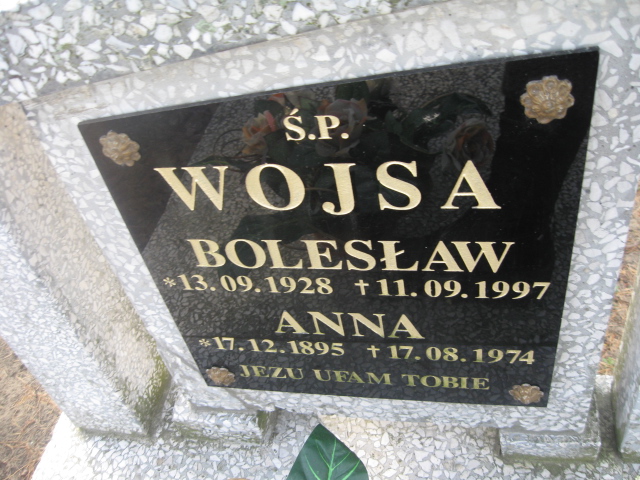 Ś.P.
WOJSA
BOLESŁAW
*13.09.1928 †11.09.1997
ANNA
*17.12.1895 †17.08.1974
JEZU UFAM TOBIE